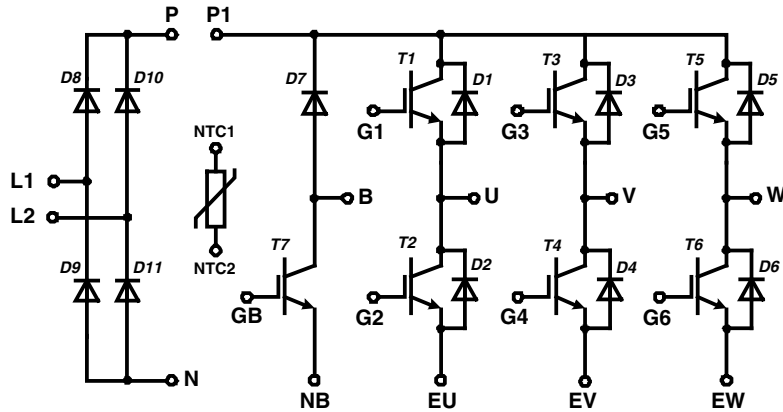 P P1
D8 D10 D7 T1 D1 T3 D3 T5 D5
NTC1 G1 G3 G5
L1 B U V W
L2
NTC2
D9 D11 T7 T2 D2 T4 D4 T6 D6
GB G2 G4 G6
N NB EU EV EW